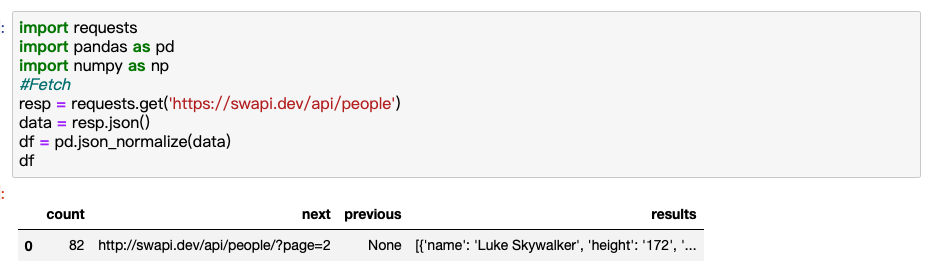 import requests
import pandas as pd
import numpy as np
#Fetch
resp = requests.get('https://swapi.dev/api/people')
data = resp.json()
df = pd.json_normalize(data)
df
count next previous results
0 82 http://swapi.dev/api/people/?page=2 None [{'name': 'Luke Skywalker', 'height': '172', '...